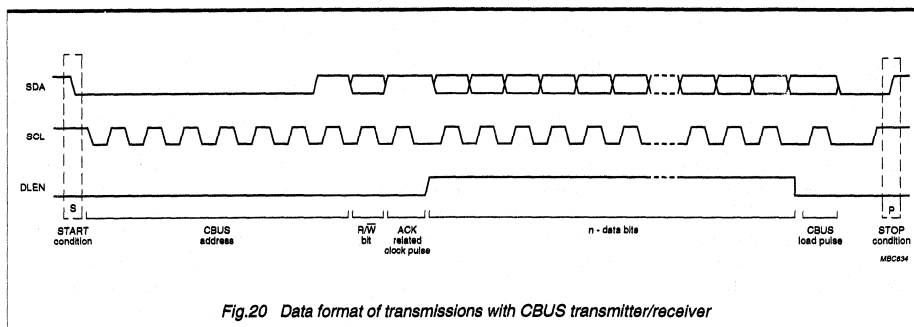 SDA
SCL
DLEN
S
P
START
condition
CBUS
address
R/W̅
bit
ACK
related
clock pulse
n - data bits
CBUS
load pulse
STOP
condition
MBC634
Fig.20 Data format of transmissions with CBUS transmitter/receiver